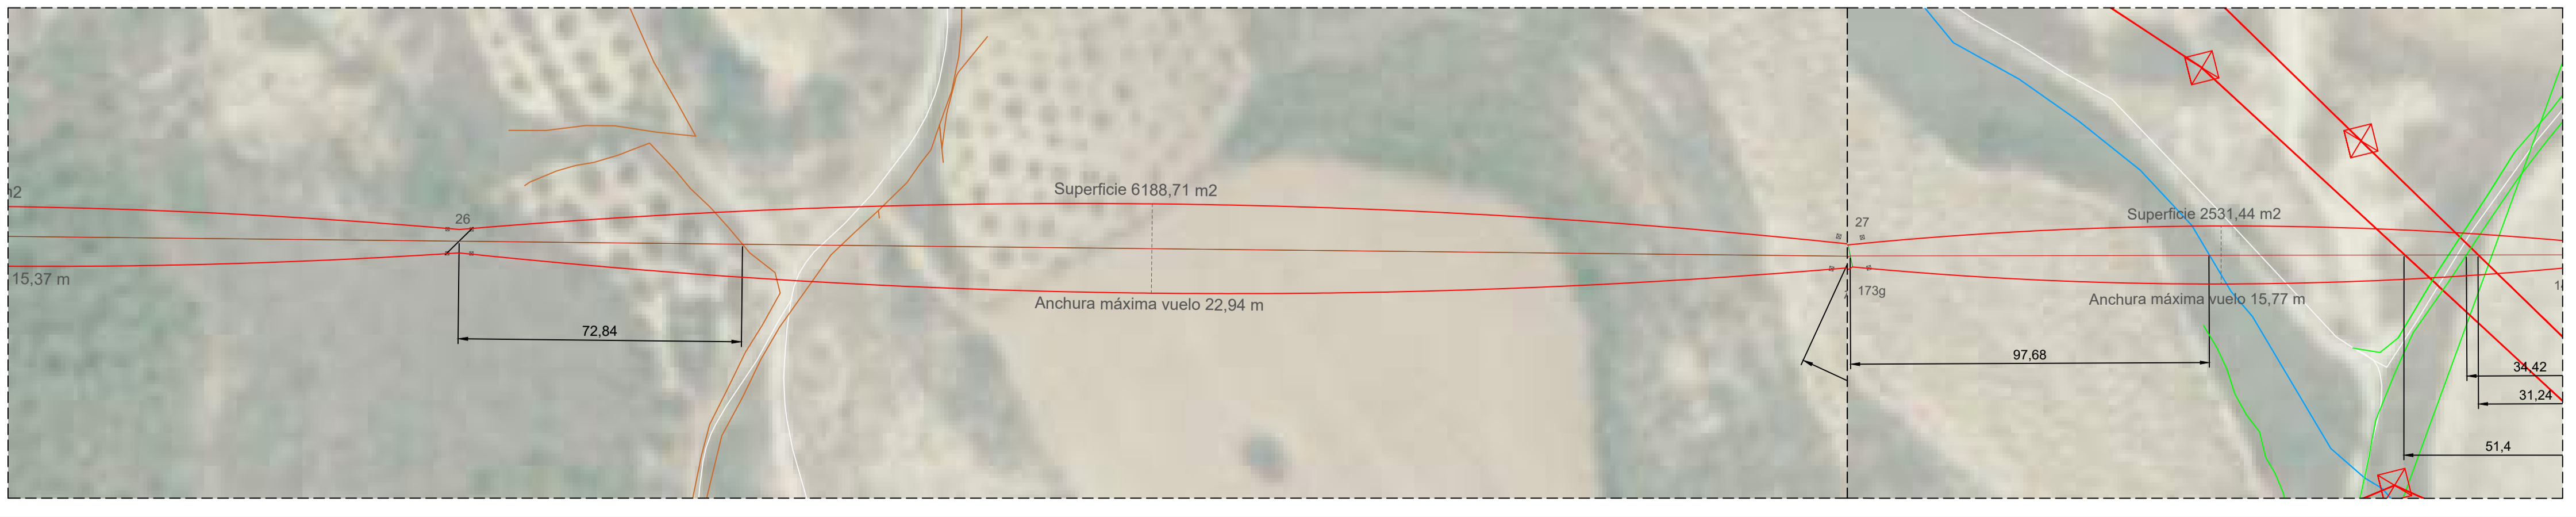 Superficie 6188,71 m2
26
27
Superficie 2531,44 m2
15,37 m
Anchura máxima vuelo 22,94 m
173g
Anchura máxima vuelo 15,77 m
72,84
97,68
34,42
31,24
51,4